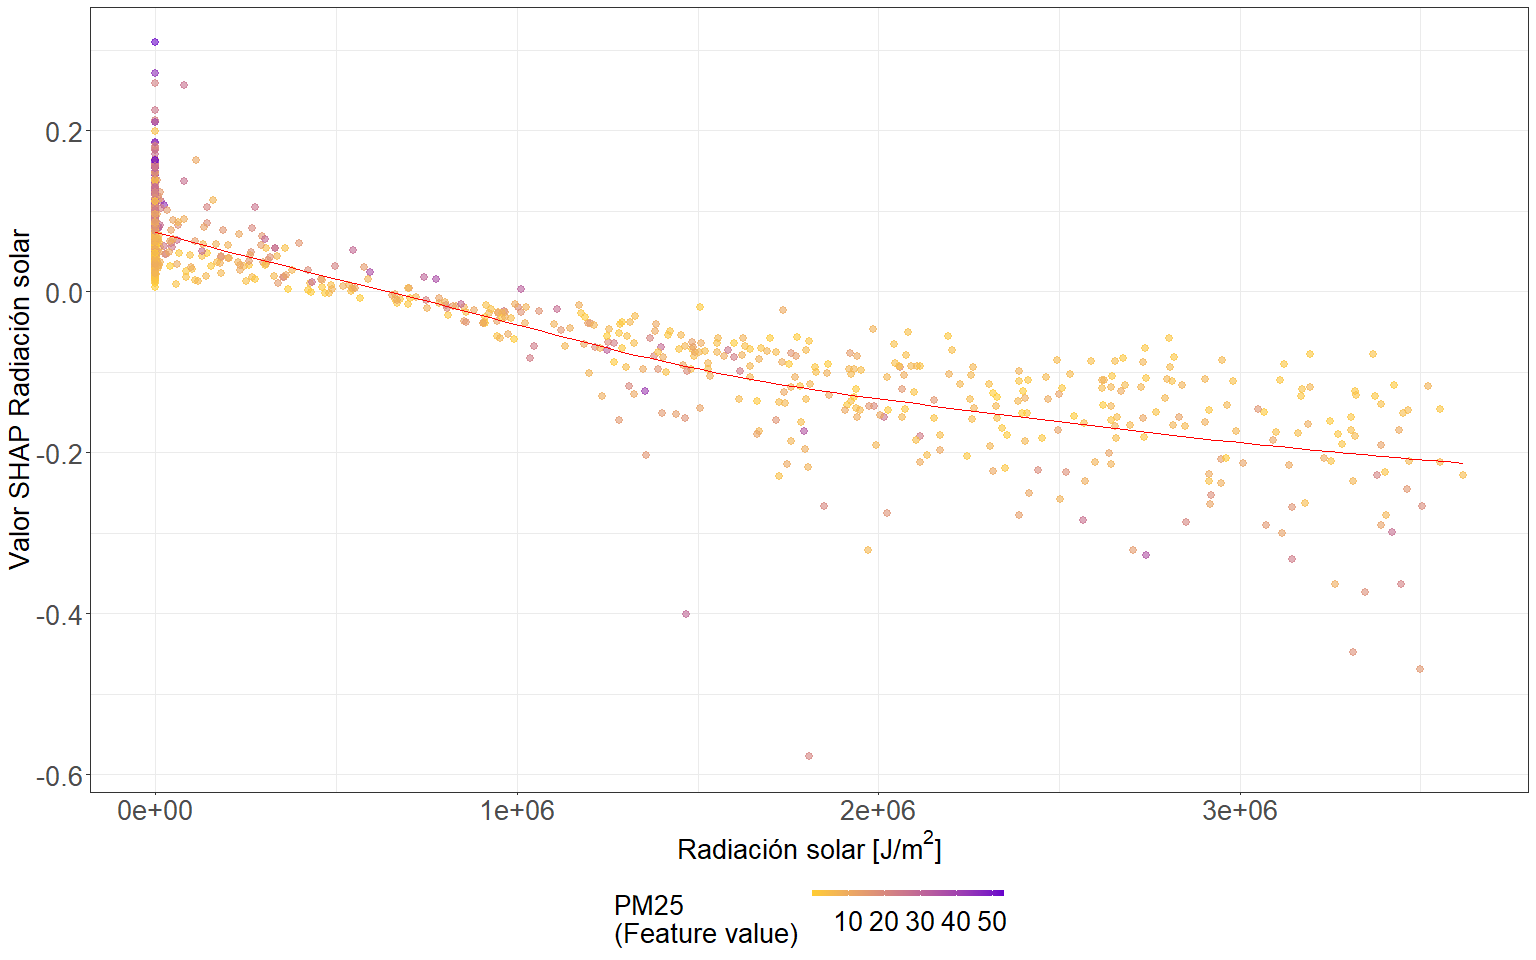 Valor SHAP Radiación solar
0.2
0.0
-0.2
-0.4
-0.6
0e+00 1e+06 2e+06 3e+06
Radiación solar [J/m²]
PM25
(Feature value)
10 20 30 40 50